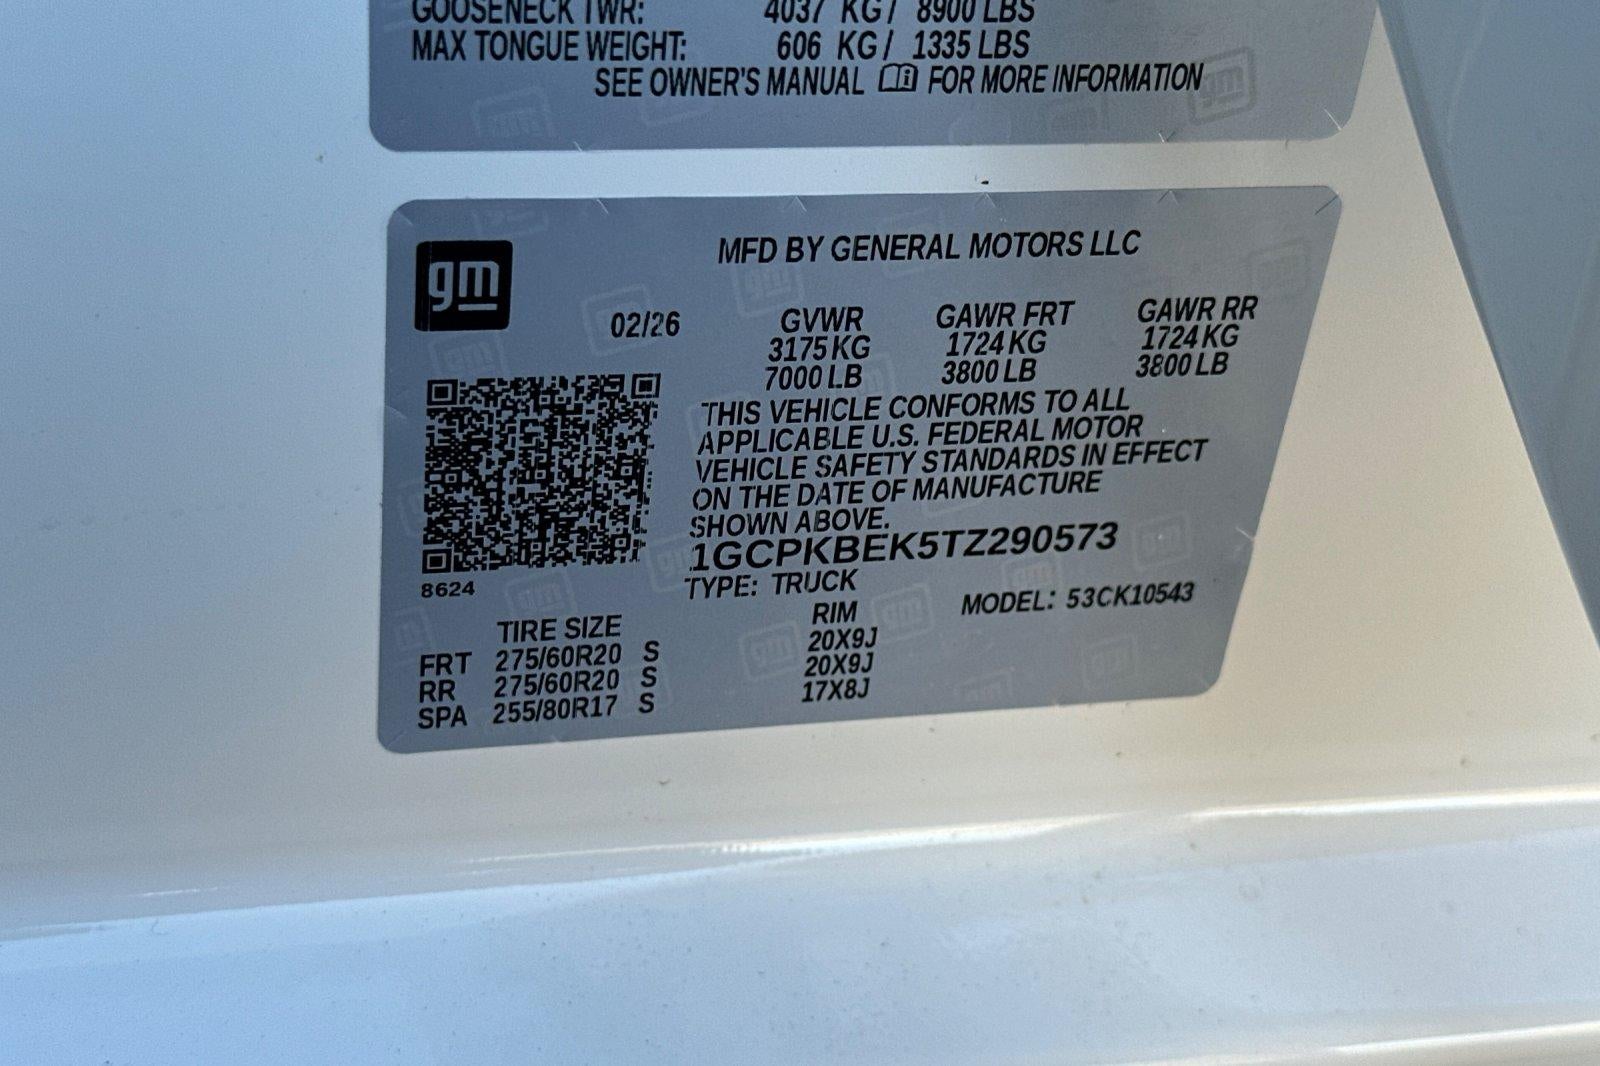 GOOSENECK TWR: 4037 KG / 8900 LBS
MAX TONGUE WEIGHT: 606 KG / 1335 LBS
SEE OWNER'S MANUAL FOR MORE INFORMATION
gm
MFD BY GENERAL MOTORS LLC
02/26 GVWR GAWR FRT GAWR RR
3175 KG 1724 KG 1724 KG
7000 LB 3800 LB 3800 LB
THIS VEHICLE CONFORMS TO ALL
APPLICABLE U.S. FEDERAL MOTOR
VEHICLE SAFETY STANDARDS IN EFFECT
ON THE DATE OF MANUFACTURE
SHOWN ABOVE.
1GCPKBEK5TZ290573
8624
TYPE: TRUCK MODEL: 53CK10543
TIRE SIZE RIM
FRT 275/60R20 S 20X9J
RR 275/60R20 S 20X9J
SPA 255/80R17 S 17X8J